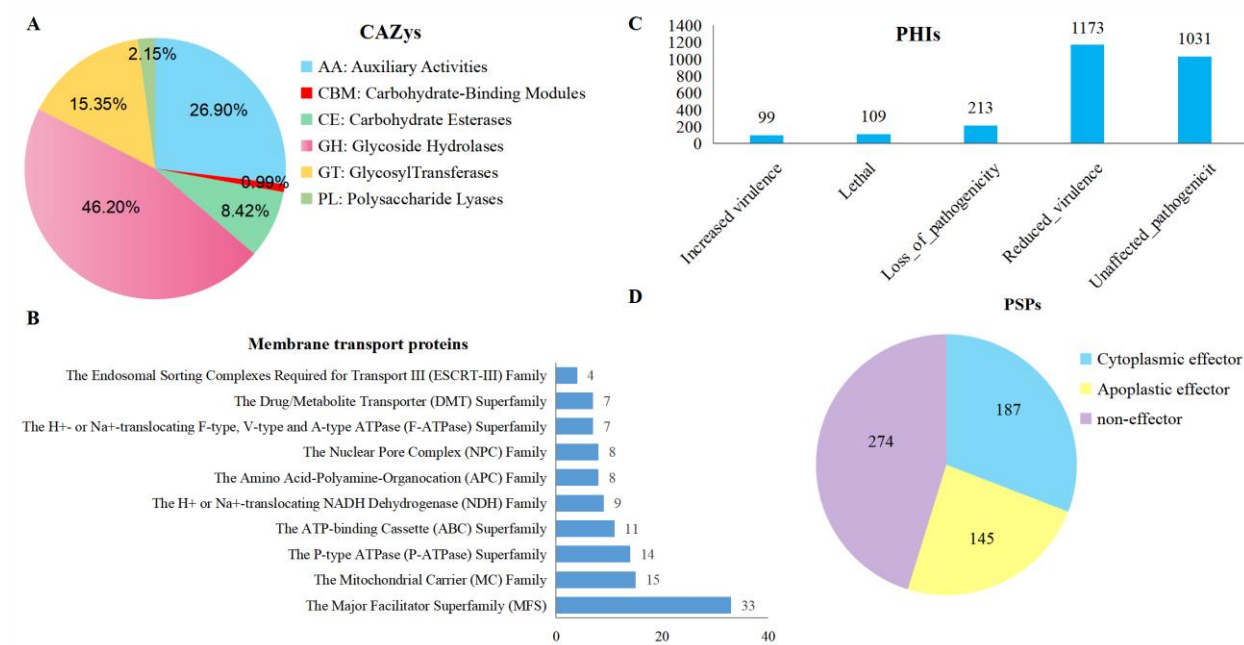 A
CAZys
2.15%
15.35%
26.90%
0.99%
8.42%
46.20%
AA: Auxiliary Activities
CBM: Carbohydrate-Binding Modules
CE: Carbohydrate Esterases
GH: Glycoside Hydrolases
GT: GlycosylTransferases
PL: Polysaccharide Lyases
B
Membrane transport proteins
The Endosomal Sorting Complexes Required for Transport III (ESCRT-III) Family 4
The Drug/Metabolite Transporter (DMT) Superfamily 7
The H+- or Na+-translocating F-type, V-type and A-type ATPase (F-ATPase) Superfamily 7
The Nuclear Pore Complex (NPC) Family 8
The Amino Acid-Polyamine-Organocation (APC) Family 8
The H+ or Na+-translocating NADH Dehydrogenase (NDH) Family 9
The ATP-binding Cassette (ABC) Superfamily 11
The P-type ATPase (P-ATPase) Superfamily 14
The Mitochondrial Carrier (MC) Family 15
The Major Facilitator Superfamily (MFS) 33
0 20 40
C
PHIs
1400
1200
1000
800
600
400
200
0
99 109 213 1173 1031
Increased virulence
Lethal
Loss_of_pathogenicity
Reduced_virulence
Unaffected_pathogenicit
D
PSPs
187
274
145
Cytoplasmic effector
Apoplastic effector
non-effector